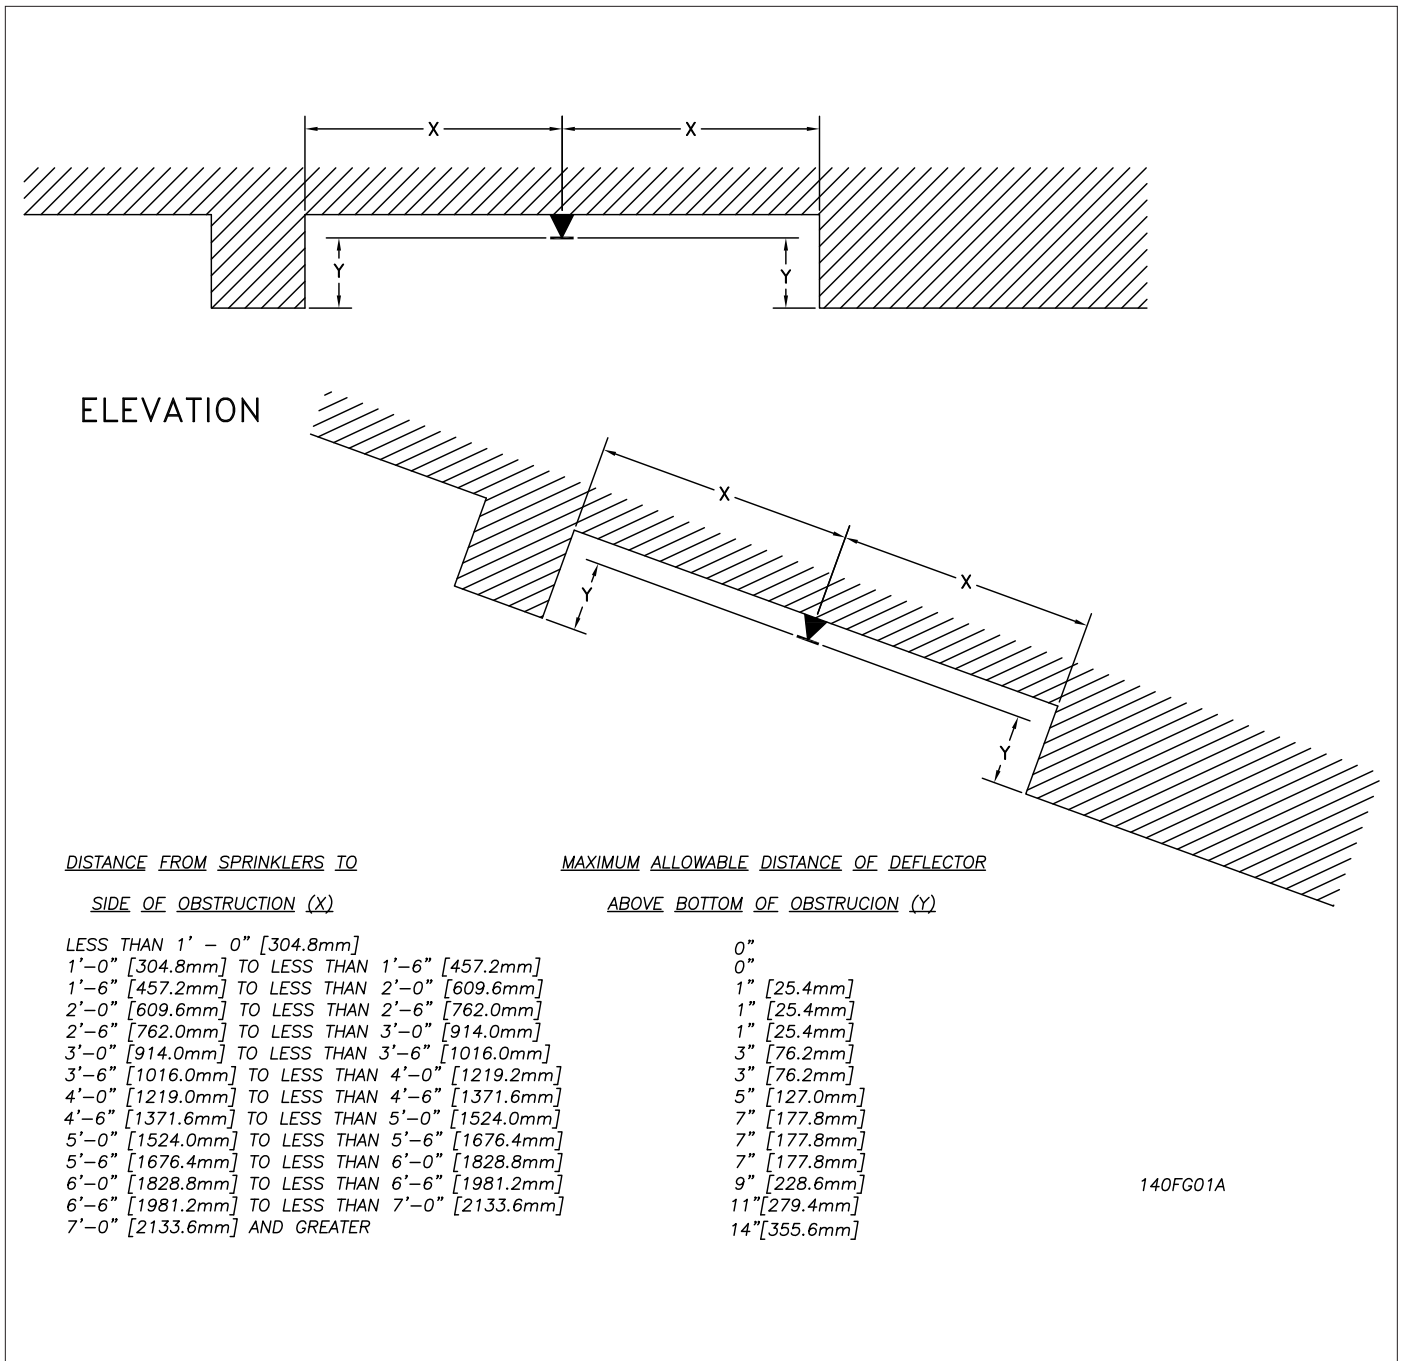 X X
Y Y
ELEVATION
X
X
Y
Y
DISTANCE FROM SPRINKLERS TO MAXIMUM ALLOWABLE DISTANCE OF DEFLECTOR
SIDE OF OBSTRUCTION (X) ABOVE BOTTOM OF OBSTRUCION (Y)
LESS THAN 1' - 0" [304.8mm] 0"
1'-0" [304.8mm] TO LESS THAN 1'-6" [457.2mm] 0"
1'-6" [457.2mm] TO LESS THAN 2'-0" [609.6mm] 1" [25.4mm]
2'-0" [609.6mm] TO LESS THAN 2'-6" [762.0mm] 1" [25.4mm]
2'-6" [762.0mm] TO LESS THAN 3'-0" [914.0mm] 1" [25.4mm]
3'-0" [914.0mm] TO LESS THAN 3'-6" [1016.0mm] 3" [76.2mm]
3'-6" [1016.0mm] TO LESS THAN 4'-0" [1219.2mm] 3" [76.2mm]
4'-0" [1219.0mm] TO LESS THAN 4'-6" [1371.6mm] 5" [127.0mm]
4'-6" [1371.6mm] TO LESS THAN 5'-0" [1524.0mm] 7" [177.8mm]
5'-0" [1524.0mm] TO LESS THAN 5'-6" [1676.4mm] 7" [177.8mm]
5'-6" [1676.4mm] TO LESS THAN 6'-0" [1828.8mm] 7" [177.8mm]
6'-0" [1828.8mm] TO LESS THAN 6'-6" [1981.2mm] 9" [228.6mm]
6'-6" [1981.2mm] TO LESS THAN 7'-0" [2133.6mm] 11"[279.4mm]
7'-0" [2133.6mm] AND GREATER 14"[355.6mm]
140FG01A